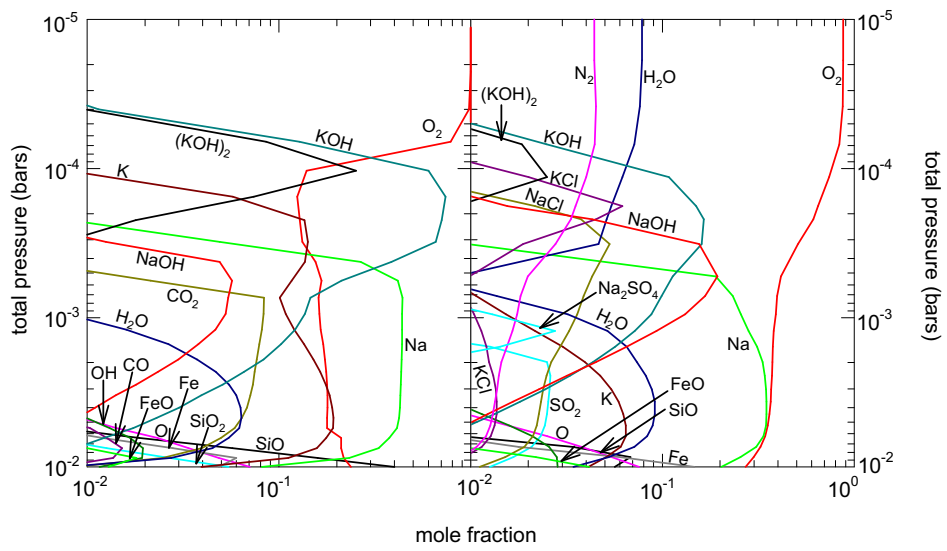 10⁻⁵
10⁻⁴
10⁻³
10⁻²
total pressure (bars)
(KOH)₂
KOH
O₂
K
NaOH
CO₂
H₂O
Na
OH
CO
Fe
FeO
O
SiO₂
SiO
10⁻²
10⁻¹
N₂
H₂O
O₂
(KOH)₂
KOH
KCl
NaCl
NaOH
Na₂SO₄
H₂O
Na
KCl
SO₂
K
FeO
SiO
O
Fe
10⁻²
10⁻¹
10⁰
10⁻⁵
10⁻⁴
10⁻³
10⁻²
total pressure (bars)
mole fraction